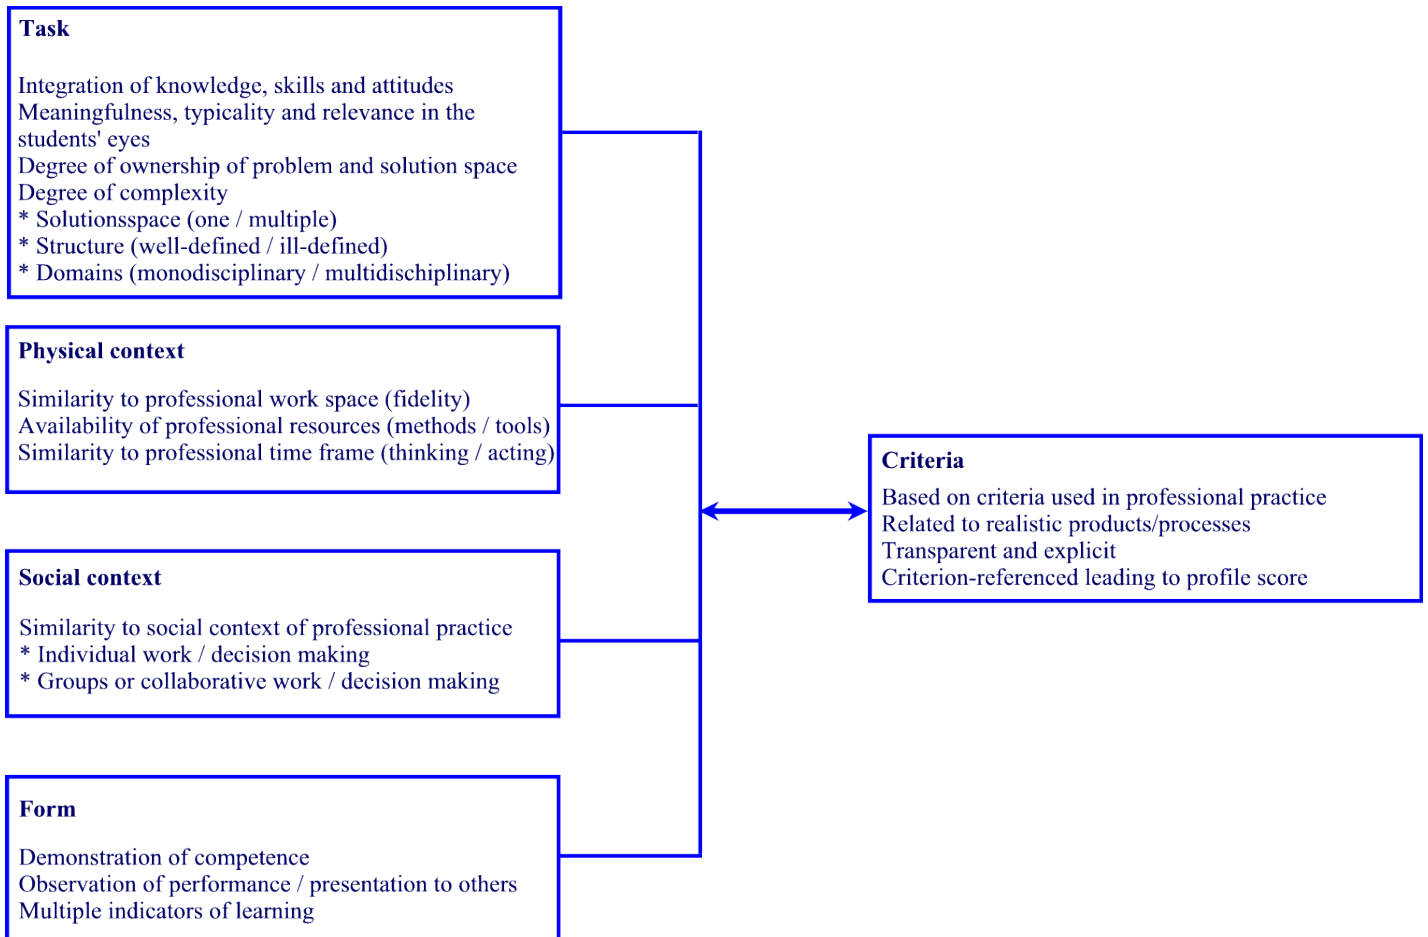 Task
Integration of knowledge, skills and attitudes
Meaningfulness, typicality and relevance in the
students' eyes
Degree of ownership of problem and solution space
Degree of complexity
* Solutionsspace (one / multiple)
* Structure (well-defined / ill-defined)
* Domains (monodisciplinary / multidischiplinary)
Physical context
Similarity to professional work space (fidelity)
Availability of professional resources (methods / tools)
Similarity to professional time frame (thinking / acting)
Social context
Similarity to social context of professional practice
* Individual work / decision making
* Groups or collaborative work / decision making
Form
Demonstration of competence
Observation of performance / presentation to others
Multiple indicators of learning
Criteria
Based on criteria used in professional practice
Related to realistic products/processes
Transparent and explicit
Criterion-referenced leading to profile score